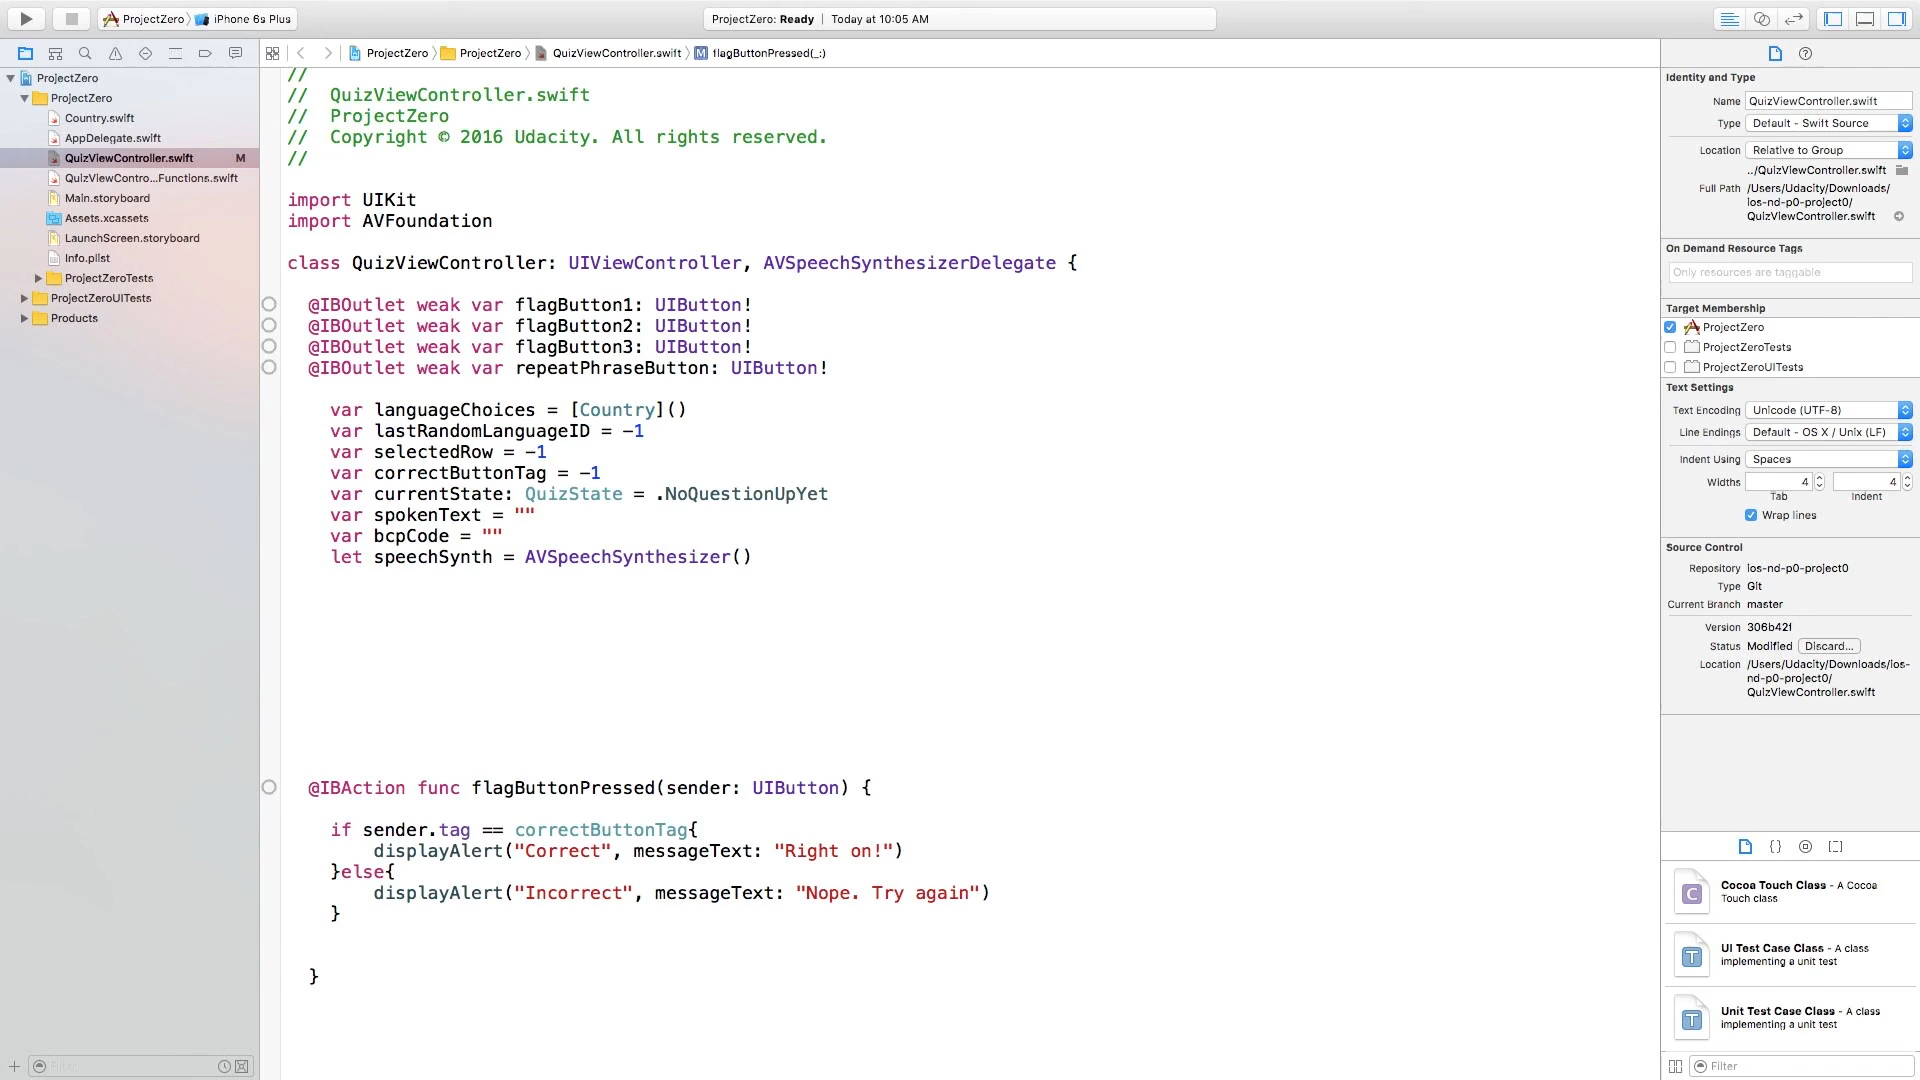 ProjectZero
iPhone 6s Plus
ProjectZero: Ready | Today at 10:05 AM
ProjectZero
ProjectZero
QuizViewController.swift
M
flagButtonPressed(_:)
ProjectZero
ProjectZero
Country.swift
AppDelegate.swift
QuizViewController.swift M
QuizViewContro...Functions.swift
Main.storyboard
Assets.xcassets
LaunchScreen.storyboard
Info.plist
ProjectZeroTests
ProjectZeroUITests
Products
Filter
//
// QuizViewController.swift
// ProjectZero
// Copyright © 2016 Udacity. All rights reserved.
//
import UIKit
import AVFoundation
class QuizViewController: UIViewController, AVSpeechSynthesizerDelegate {
@IBOutlet weak var flagButton1: UIButton!
@IBOutlet weak var flagButton2: UIButton!
@IBOutlet weak var flagButton3: UIButton!
@IBOutlet weak var repeatPhraseButton: UIButton!
var languageChoices = [Country]()
var lastRandomLanguageID = -1
var selectedRow = -1
var correctButtonTag = -1
var currentState: QuizState = .NoQuestionUpYet
var spokenText = ""
var bcpCode = ""
let speechSynth = AVSpeechSynthesizer()
@IBAction func flagButtonPressed(sender: UIButton) {
if sender.tag == correctButtonTag{
displayAlert("Correct", messageText: "Right on!")
}else{
displayAlert("Incorrect", messageText: "Nope. Try again")
}
}
Identity and Type
Name QuizViewController.swift
Type Default - Swift Source
Location Relative to Group
../QuizViewController.swift
Full Path /Users/Udacity/Downloads/
ios-nd-p0-project0/
QuizViewController.swift
On Demand Resource Tags
Only resources are taggable
Target Membership
ProjectZero
ProjectZeroTests
ProjectZeroUITests
Text Settings
Text Encoding Unicode (UTF-8)
Line Endings Default - OS X / Unix (LF)
Indent Using Spaces
Widths 4 4
Tab Indent
Wrap lines
Source Control
Repository ios-nd-p0-project0
Type Git
Current Branch master
Version 306b42f
Status Modified Discard...
Location /Users/Udacity/Downloads/ios-
nd-p0-project0/
QuizViewController.swift
{}
C
Cocoa Touch Class - A Cocoa
Touch class
T
UI Test Case Class - A class
implementing a unit test
T
Unit Test Case Class - A class
implementing a unit test
Filter